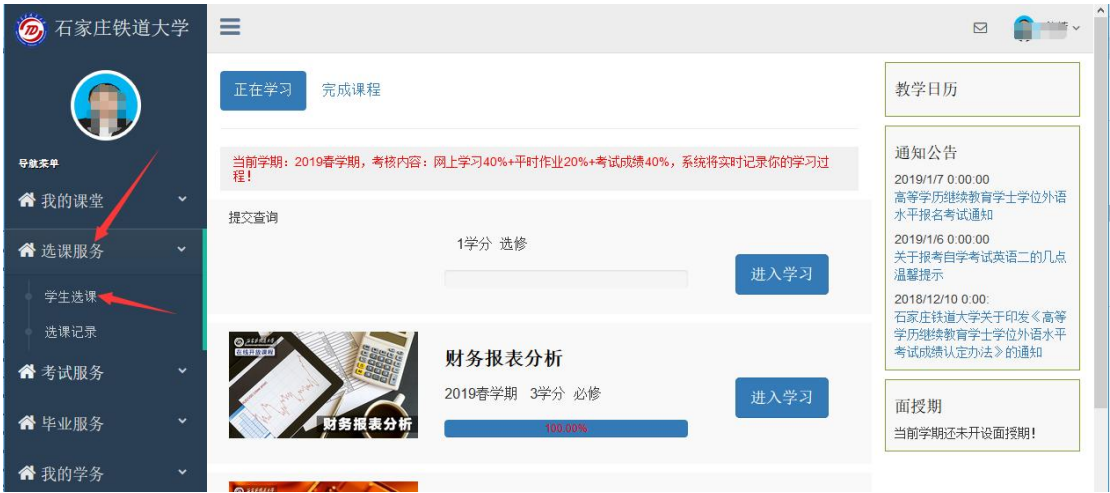 石家庄铁道大学
导航菜单
我的课堂
选课服务
学生选课
选课记录
考试服务
毕业服务
我的学务
正在学习
完成课程
当前学期：2019春学期，考核内容：网上学习40%+平时作业20%+考试成绩40%，系统将实时记录你的学习过
程！
提交查询
1学分 选修
进入学习
在线开放课程
财务报表分析
财务报表分析
2019春学期 3学分 必修
100.00%
进入学习
教学日历
通知公告
2019/1/7 0:00:00
高等学历继续教育学士学位外语
水平报名考试通知
2019/1/6 0:00:00
关于报考自学考试英语二的几点
温馨提示
2018/12/10 0:00:
石家庄铁道大学关于印发《高等
学历继续教育学士学位外语水平
考试成绩认定办法》的通知
面授期
当前学期还未开设面授期！